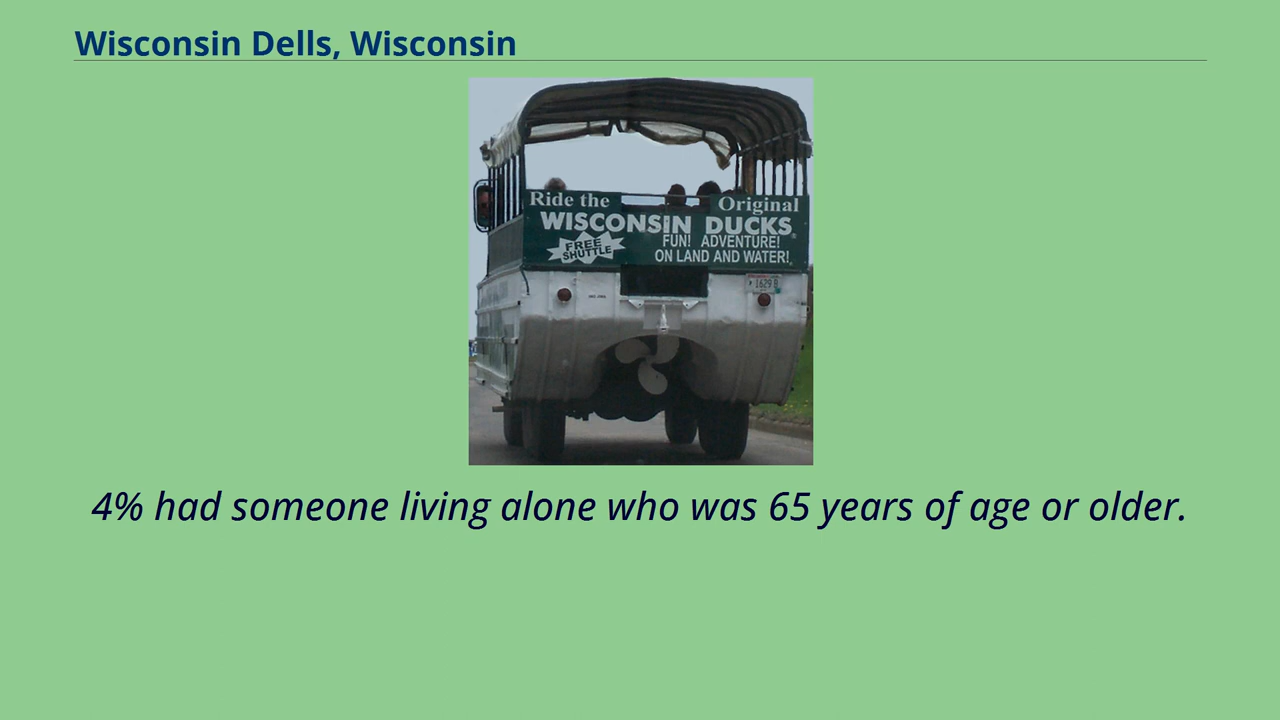 Wisconsin Dells, Wisconsin
Ride the Original
WISCONSIN DUCKS
FREE SHUTTLE
FUN! ADVENTURE!
ON LAND AND WATER!
1629 B
4% had someone living alone who was 65 years of age or older.